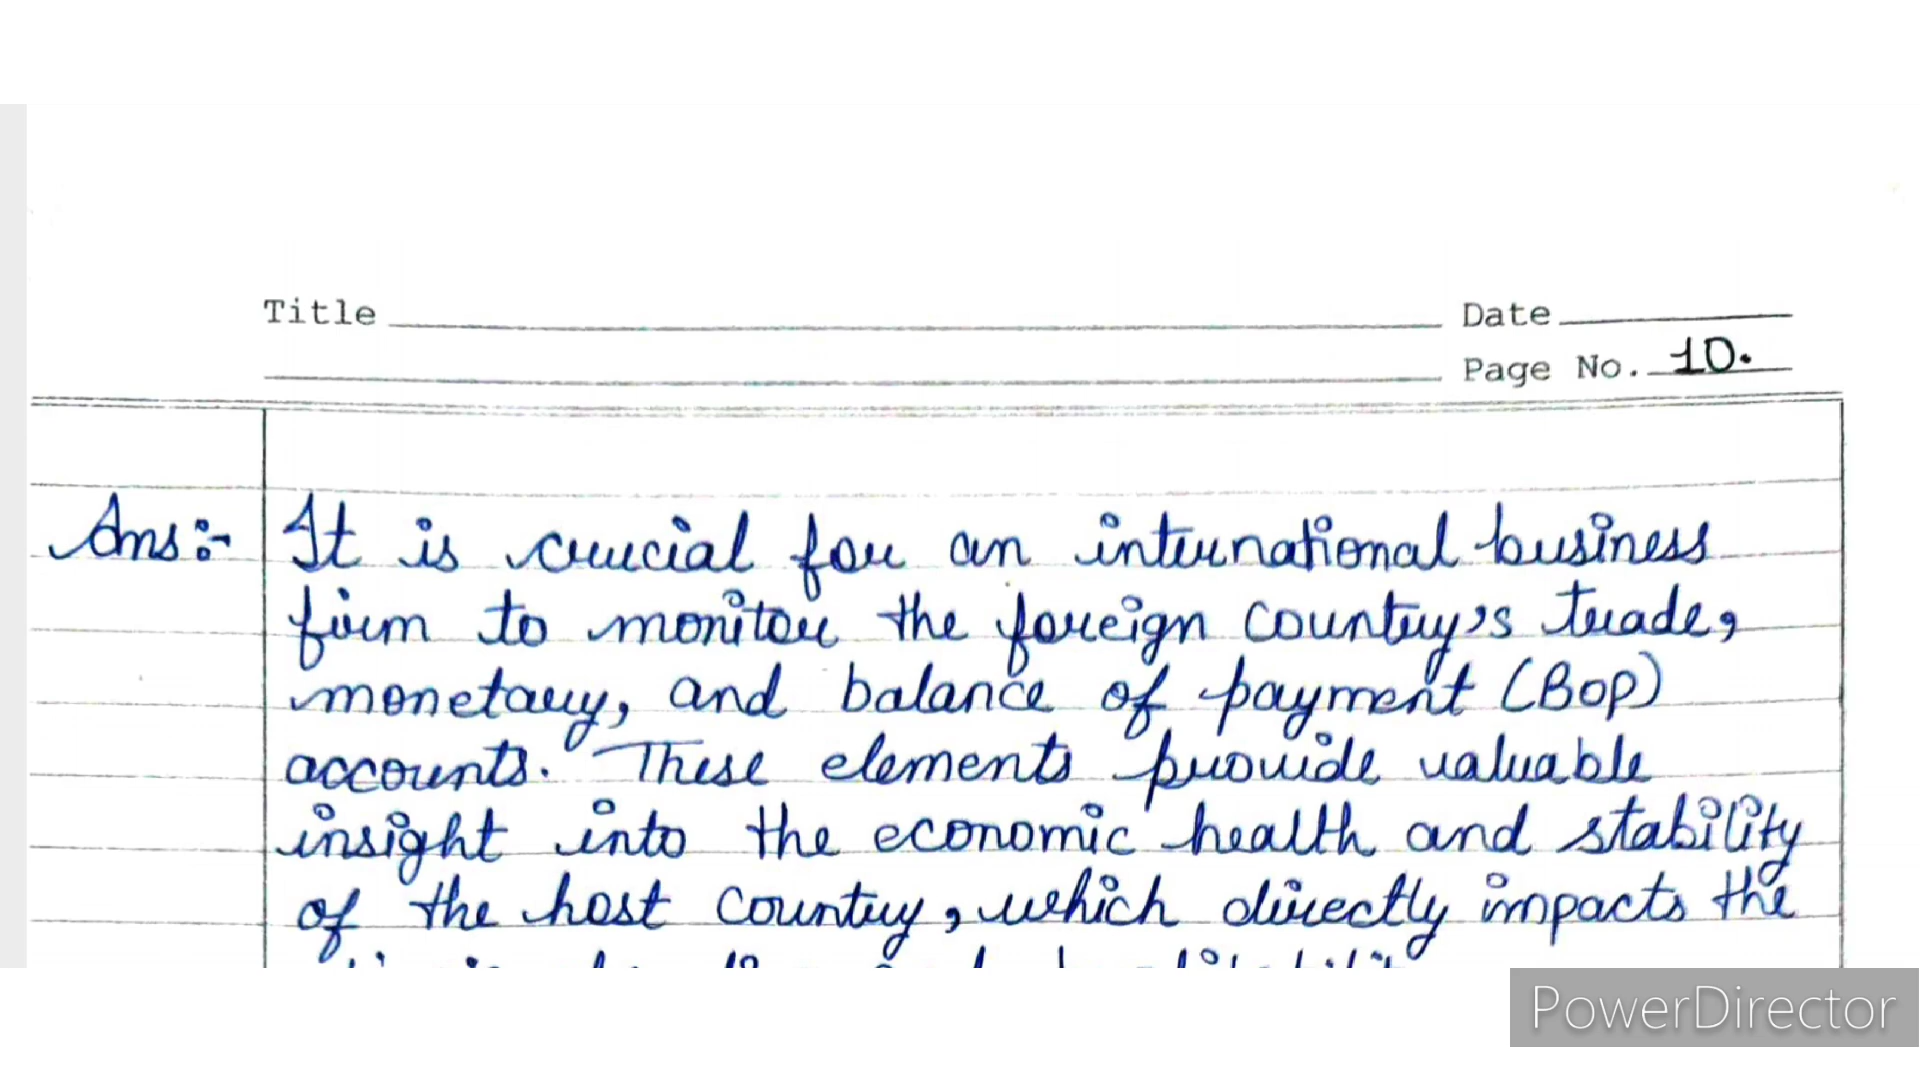 Title
Date
Page No. 10.
Ans:- It is crucial for an international business
firm to monitor the foreign country's trade,
monetary, and balance of payment (BOP)
accounts. These elements provide valuable
insight into the economic health and stability
of the host country, which directly impacts the
PowerDirector